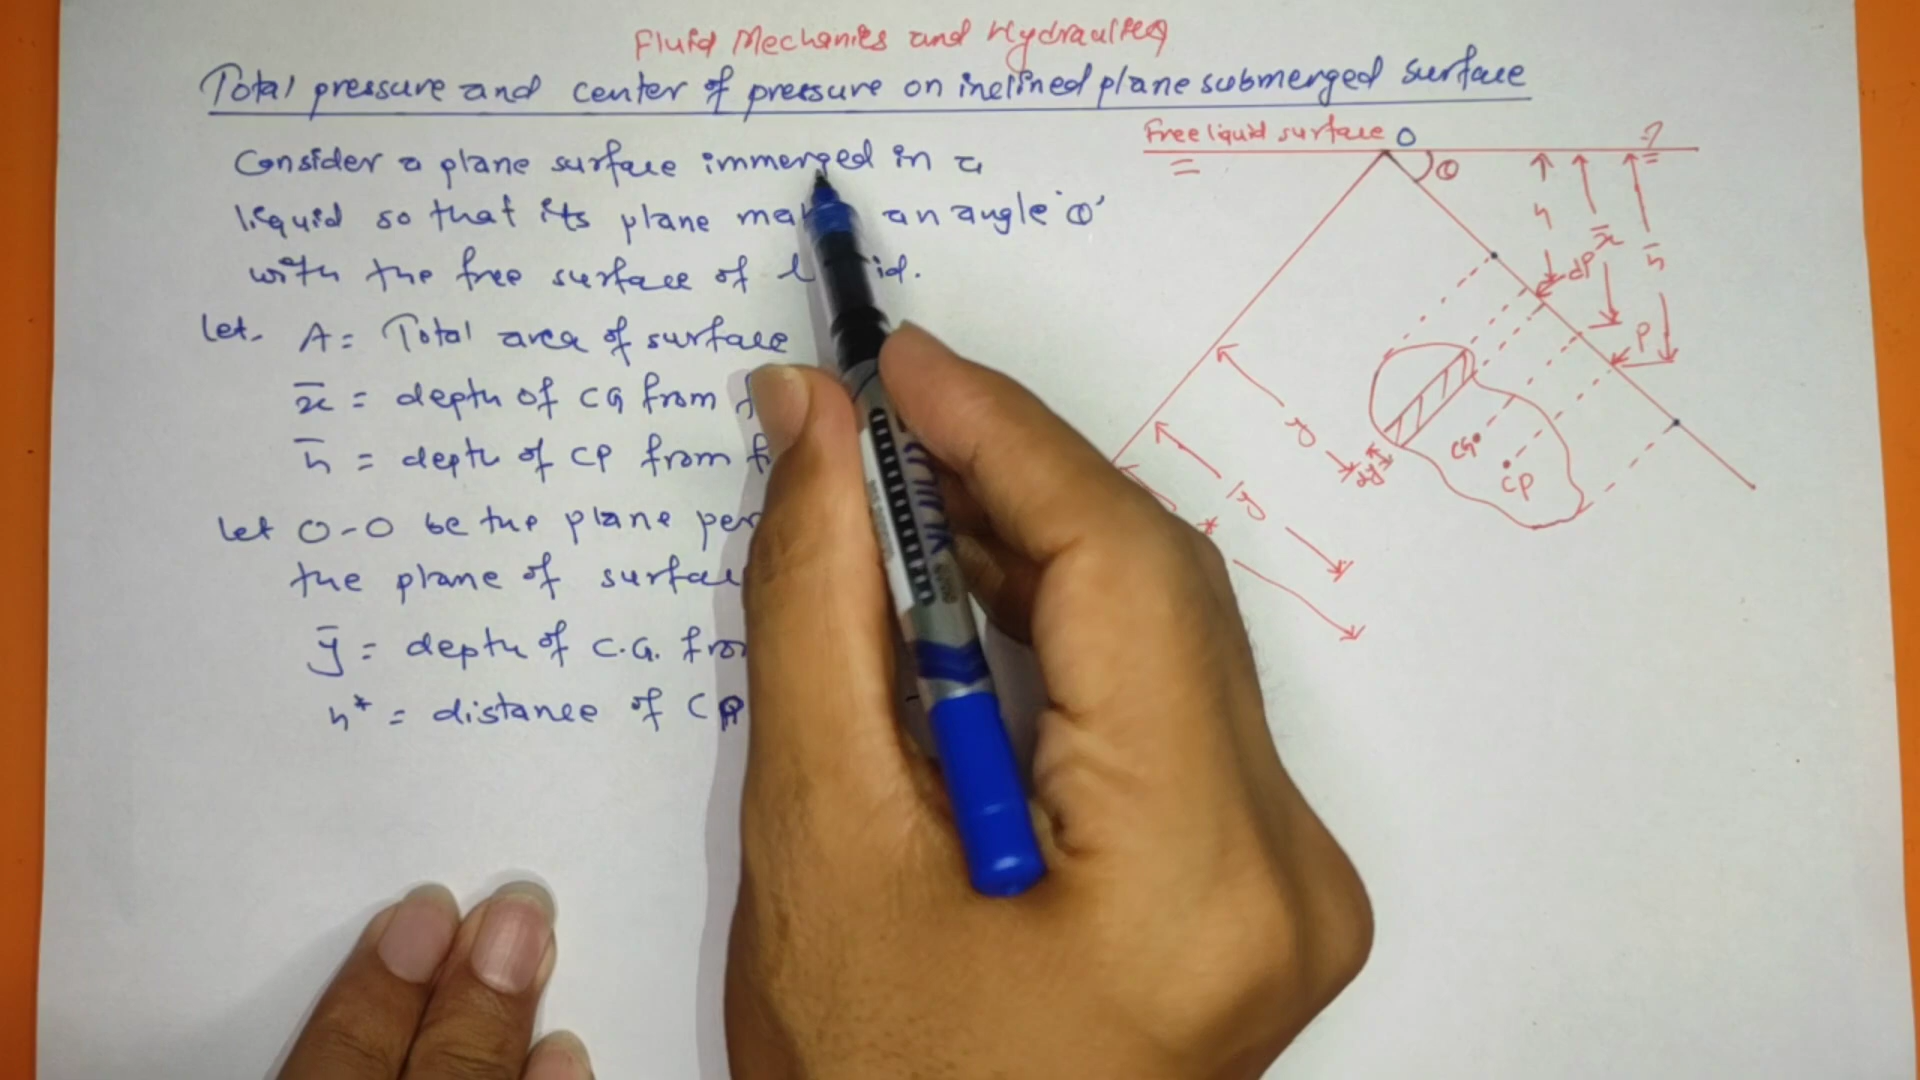 Fluid Mechanics and Hydraulics
Total pressure and center of pressure on inclined plane submerged surface
Consider a plane surface immerged in a
liquid so that its plane an angle 'θ'
with the free surface of
let. A = Total area of surface
x̄ = depth of CG from
h̄ = depth of CP from
let O-O be the plane
the plane of
ȳ = depth of C.G.
h* = distance of CP
Free liquid surface O
θ
h
x̄
h̄
dP
P
y
dy
ȳ
*
CG
CP